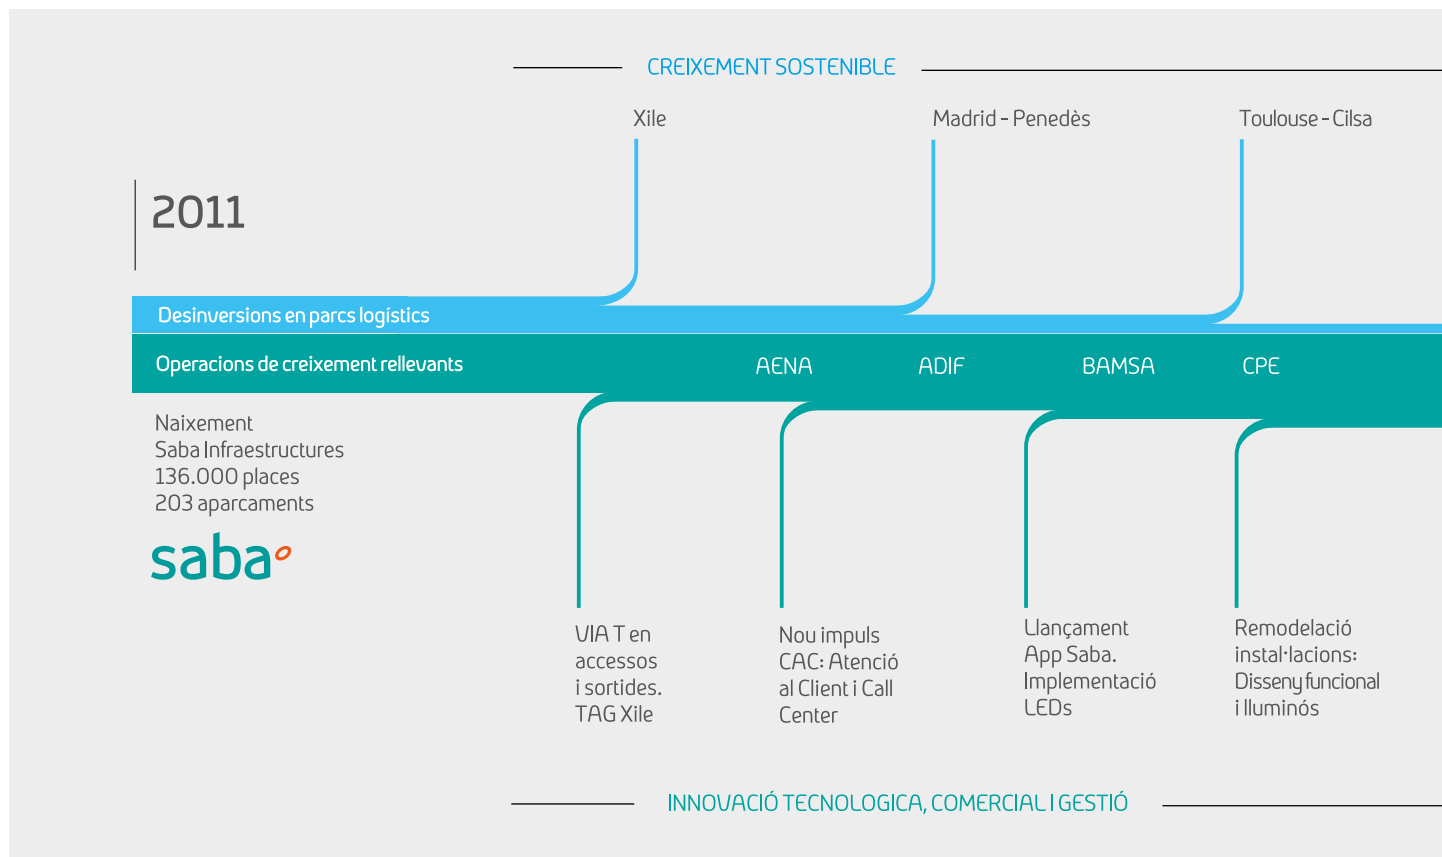 CREIXEMENT SOSTENIBLE
Xile
Madrid - Penedès
Toulouse - Cilsa
2011
Desinversions en parcs logístics
Operacions de creixement rellevants
AENA
ADIF
BAMSA
CPE
Naixement
Saba Infraestructures
136.000 places
203 aparcaments
saba
VIA T en
accessos
i sortides.
TAG Xile
Nou impuls
CAC: Atenció
al Client i Call
Center
Llançament
App Saba.
Implementació
LEDs
Remodelació
instal·lacions:
Disseny funcional
i lluminós
INNOVACIÓ TECNOLOGICA, COMERCIAL I GESTIÓ